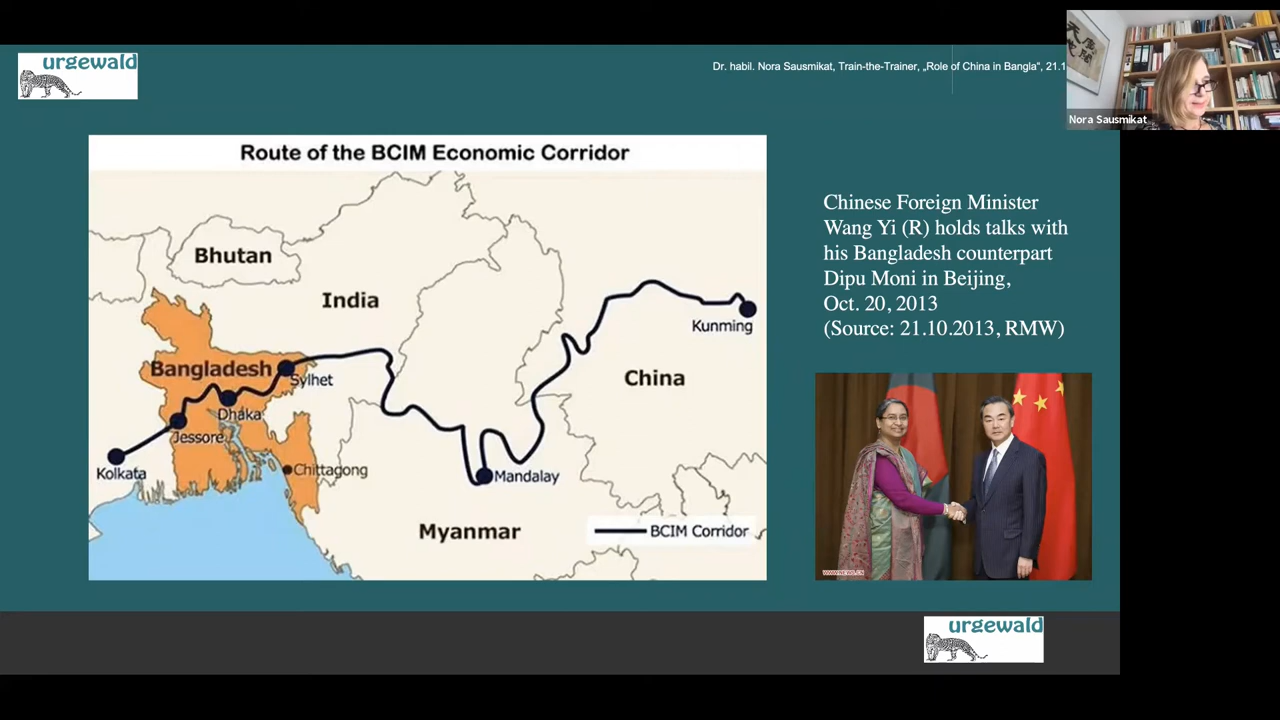 urgewald
Dr. habil. Nora Sausmikat, Train-the-Trainer, „Role of China in Bangla“, 21.1
Nora Sausmikat
Route of the BCIM Economic Corridor
Bhutan
India
Kunming
Bangladesh
Sylhet
China
Dhaka
Jessore
Kolkata
Chittagong
Mandalay
Myanmar
BCIM Corridor
Chinese Foreign Minister
Wang Yi (R) holds talks with
his Bangladesh counterpart
Dipu Moni in Beijing,
Oct. 20, 2013
(Source: 21.10.2013, RMW)
WWW.NEWS.CN
urgewald